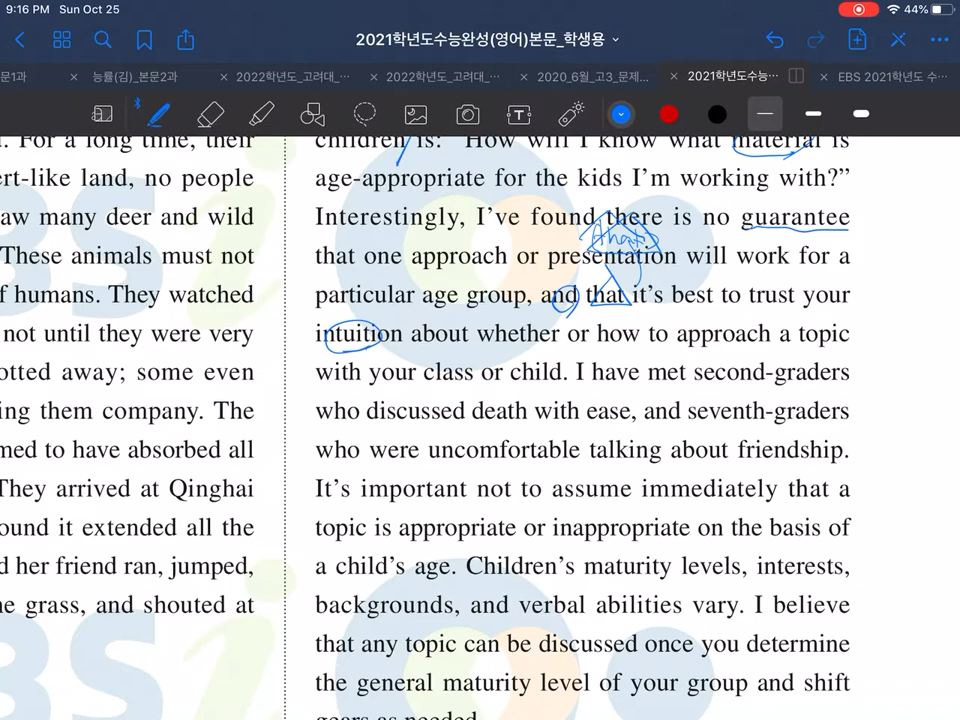 9:16 PM Sun Oct 25
44%
2021학년도수능완성(영어)본문_학생용
문1과
능률(김)_본문2과
2022학년도_고려대_···
2022학년도_고려대_···
2020_6월_고3_문제...
2021학년도수능···
EBS 2021학년도 수···
. For a long time, their
ert-like land, no people
aw many deer and wild
These animals must not
f humans. They watched
not until they were very
otted away; some even
ing them company. The
med to have absorbed all
They arrived at Qinghai
ound it extended all the
d her friend ran, jumped,
ne grass, and shouted at
children is: "How will I know what material is
age-appropriate for the kids I'm working with?"
Interestingly, I've found there is no guarantee
that one approach or presentation will work for a
particular age group, and that it's best to trust your
intuition about whether or how to approach a topic
with your class or child. I have met second-graders
who discussed death with ease, and seventh-graders
who were uncomfortable talking about friendship.
It's important not to assume immediately that a
topic is appropriate or inappropriate on the basis of
a child's age. Children's maturity levels, interests,
backgrounds, and verbal abilities vary. I believe
that any topic can be discussed once you determine
the general maturity level of your group and shift
gears as needed.